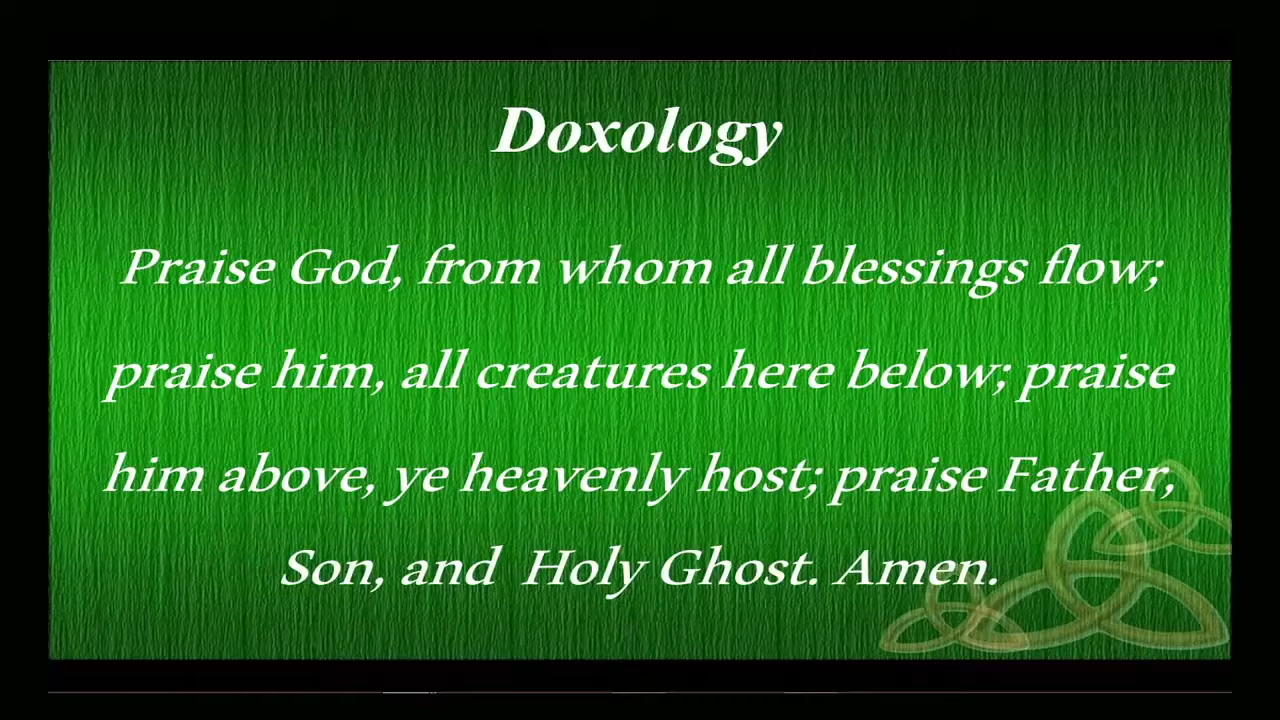 Doxology
Praise God, from whom all blessings flow;
praise him, all creatures here below; praise
him above, ye heavenly host; praise Father,
Son, and Holy Ghost. Amen.